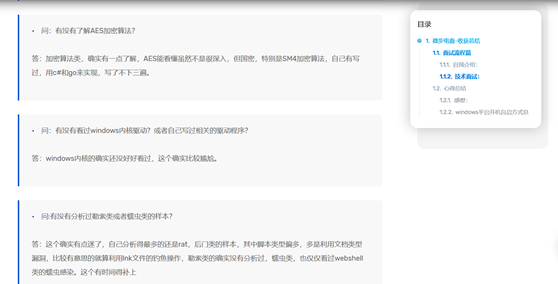 • 问：有没有了解AES加密算法？
答：加密算法类，确实有一点了解，AES能看懂虽然不是很深入，但国密，特别是SM4加密算法，自己有写
过，用c#和go来实现，写了不下三遍。
• 问：有没有看过windows内核驱动？或者自己写过相关的驱动程序？
答：windows内核的确实还没好好看过，这个确实比较尴尬。
• 问:有没有分析过勒索类或者蠕虫类的样本？
答：这个确实有点迷了，自己分析得最多的还是rat，后门类的样本，其中脚本类型偏多，多是利用文档类型
漏洞，比较有意思的就算利用lnk文件的钓鱼操作，勒索类的确实没有分析过，蠕虫类，也仅仅看过webshell
类的蠕虫感染。这个有时间得补上
目录
1. 微步电面-收获总结
1.1. 面试流程篇
1.1.1. 自我介绍：
1.1.2. 技术面试：
1.2. 心得总结
1.2.1. 感想：
1.2.2. windows平台开机自启方式总